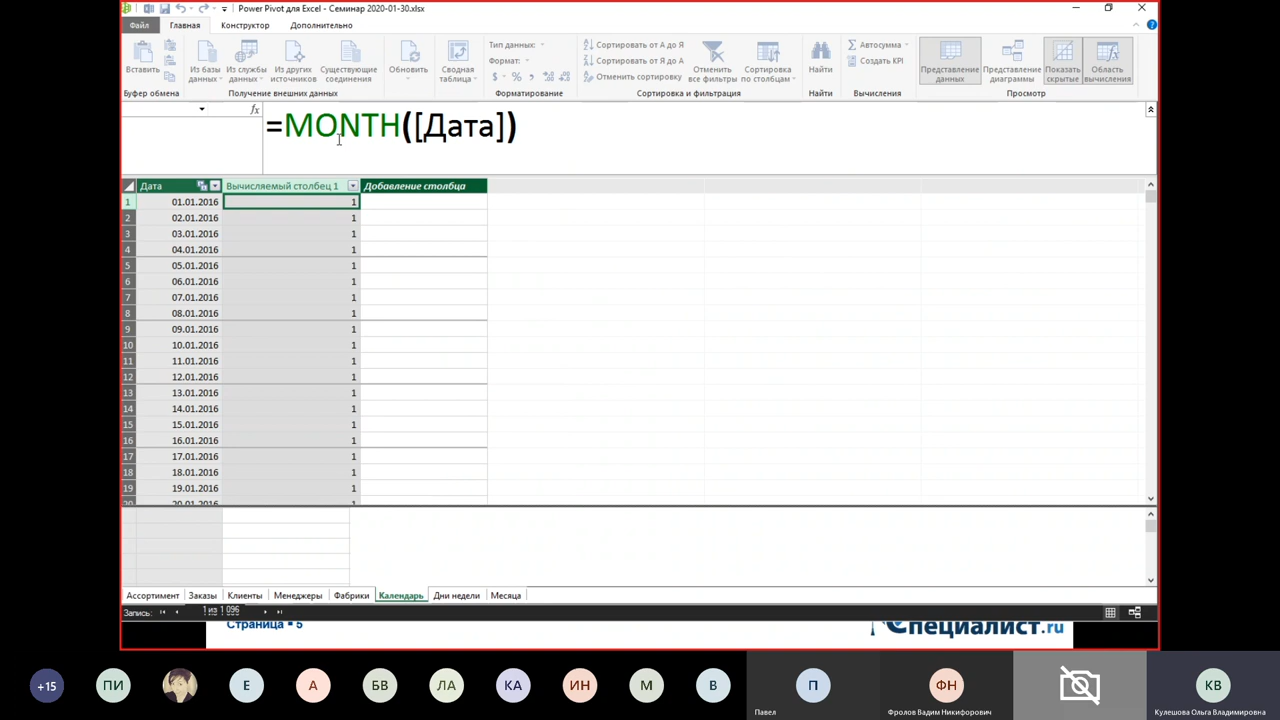 Power Pivot для Excel - Семинар 2020-01-30.xlsx
Файл Главная Конструктор Дополнительно
Вставить
Из базы данных
Из службы данных
Из других источников
Существующие соединения
Обновить
Сводная таблица
Тип данных:
Формат:
$ % ,
Сортировать от А до Я
Сортировать от Я до А
Отменить сортировку
Отменить все фильтры
Сортировка по столбцам
Найти
Автосумма
Создать KPI
Представление данных
Представление диаграммы
Показать скрытые
Область вычисления
Буфер обмена
Получение внешних данных
Форматирование
Сортировка и фильтрация
Найти
Вычисления
Просмотр
fx
=MONTH([Дата])
Дата Вычисляемый столбец 1 Добавление столбца
1 01.01.2016 1
2 02.01.2016 1
3 03.01.2016 1
4 04.01.2016 1
5 05.01.2016 1
6 06.01.2016 1
7 07.01.2016 1
8 08.01.2016 1
9 09.01.2016 1
10 10.01.2016 1
11 11.01.2016 1
12 12.01.2016 1
13 13.01.2016 1
14 14.01.2016 1
15 15.01.2016 1
16 16.01.2016 1
17 17.01.2016 1
18 18.01.2016 1
19 19.01.2016 1
20 20.01.2016 1
Ассортимент Заказы Клиенты Менеджеры Фабрики Календарь Дни недели Месяца
Запись: 1 из 1 096
Страница ▪ 5
Специалист.ru
+15 ПИ Е А БВ ЛА КА ИН М В П ФН КВ
Павел
Фролов Вадим Никифорович
Кулешова Ольга Владимировна